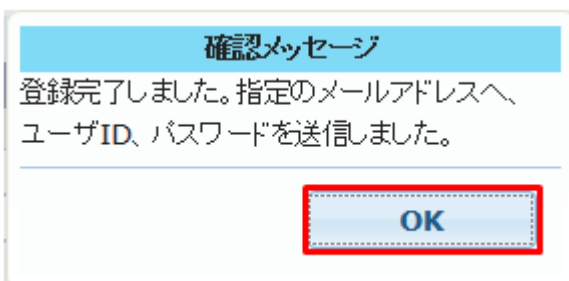 確認メッセージ
登録完了しました。指定のメールアドレスへ、
ユーザID、パスワードを送信しました。
OK